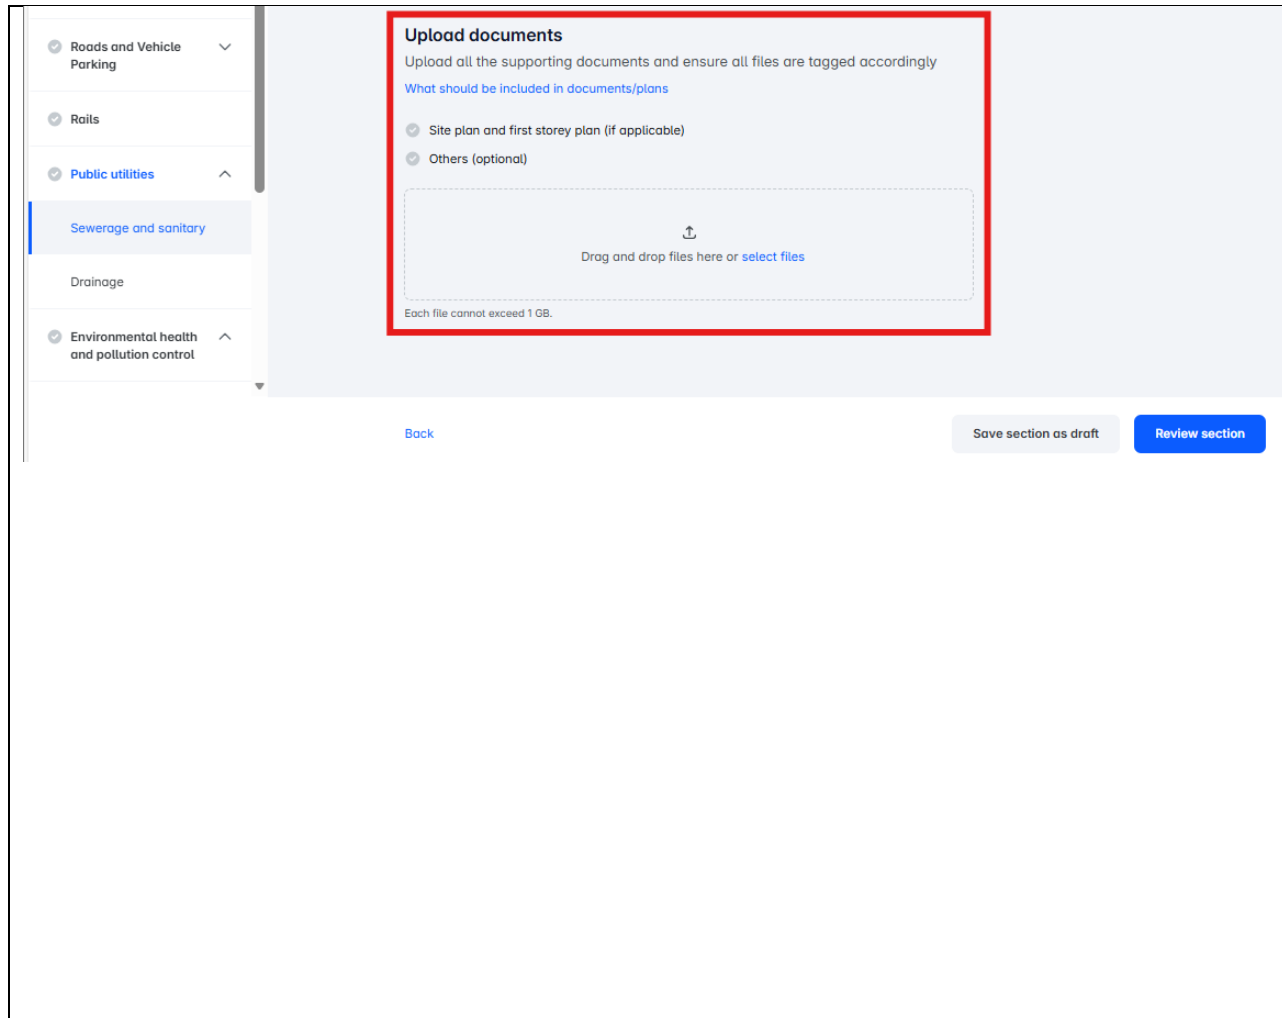 Roads and Vehicle
Parking
Rails
Public utilities
Sewerage and sanitary
Drainage
Environmental health
and pollution control
Upload documents
Upload all the supporting documents and ensure all files are tagged accordingly
What should be included in documents/plans
Site plan and first storey plan (if applicable)
Others (optional)
Drag and drop files here or select files
Each file cannot exceed 1 GB.
Back
Save section as draft
Review section